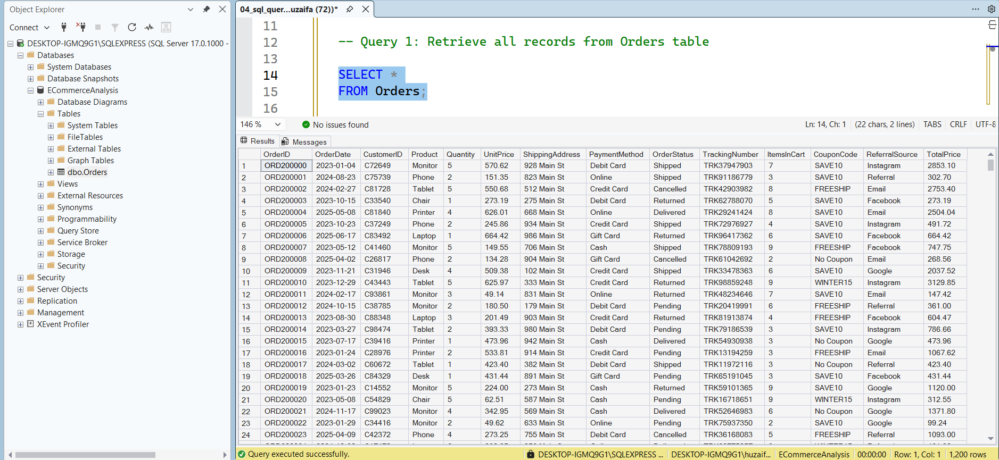 Object Explorer
Connect
DESKTOP-IGMQ9G1\SQLEXPRESS (SQL Server 17.0.1000 -
Databases
System Databases
Database Snapshots
ECommerceAnalysis
Database Diagrams
Tables
System Tables
FileTables
External Tables
Graph Tables
dbo.Orders
Views
External Resources
Synonyms
Programmability
Query Store
Service Broker
Storage
Security
Security
Server Objects
Replication
Management
XEvent Profiler
04_sql_quer...uzaifa (72))*
11
12 -- Query 1: Retrieve all records from Orders table
13
14 SELECT *
15 FROM Orders;
16
146 % No issues found Ln: 14, Ch: 1 (22 chars, 2 lines) TABS CRLF UTF-8
Results Messages
OrderID OrderDate CustomerID Product Quantity UnitPrice ShippingAddress PaymentMethod OrderStatus TrackingNumber ItemsInCart CouponCode ReferralSource TotalPrice
1 ORD200000 2023-01-04 C72649 Monitor 5 570.62 928 Main St Debit Card Shipped TRK37947903 7 SAVE10 Instagram 2853.10
2 ORD200001 2024-08-23 C75739 Phone 2 151.35 823 Main St Online Shipped TRK91186779 3 SAVE10 Referral 302.70
3 ORD200002 2024-02-27 C81728 Tablet 5 550.68 512 Main St Credit Card Cancelled TRK42903982 8 FREESHIP Email 2753.40
4 ORD200003 2023-10-15 C33540 Chair 1 273.19 275 Main St Debit Card Returned TRK62788070 5 SAVE10 Facebook 273.19
5 ORD200004 2025-05-08 C81840 Printer 4 626.01 668 Main St Online Delivered TRK29241424 8 SAVE10 Email 2504.04
6 ORD200005 2023-10-23 C37249 Phone 2 245.86 934 Main St Credit Card Shipped TRK72976927 4 SAVE10 Instagram 491.72
7 ORD200006 2025-06-17 C83492 Laptop 1 664.42 986 Main St Gift Card Returned TRK96417362 6 SAVE10 Facebook 664.42
8 ORD200007 2023-05-12 C41460 Monitor 5 149.55 706 Main St Cash Shipped TRK78809193 9 FREESHIP Facebook 747.75
9 ORD200008 2025-04-02 C26817 Phone 2 134.28 904 Main St Gift Card Cancelled TRK61042692 2 No Coupon Email 268.56
10 ORD200009 2023-11-21 C31946 Desk 4 509.38 102 Main St Credit Card Shipped TRK33478363 6 SAVE10 Google 2037.52
11 ORD200010 2023-12-29 C43443 Tablet 5 625.97 333 Main St Credit Card Returned TRK98859248 9 WINTER15 Instagram 3129.85
12 ORD200011 2024-02-17 C93861 Monitor 3 49.14 831 Main St Online Returned TRK48234646 7 SAVE10 Email 147.42
13 ORD200012 2024-10-15 C38785 Monitor 2 180.50 179 Main St Debit Card Pending TRK20419991 6 FREESHIP Referral 361.00
14 ORD200013 2023-08-30 C88348 Laptop 3 201.49 903 Main St Credit Card Returned TRK81913874 4 FREESHIP Facebook 604.47
15 ORD200014 2023-03-27 C98474 Tablet 2 393.33 980 Main St Debit Card Pending TRK79186539 3 SAVE10 Instagram 786.66
16 ORD200015 2023-07-17 C39416 Printer 1 473.96 942 Main St Cash Delivered TRK54930938 3 No Coupon Google 473.96
17 ORD200016 2023-01-24 C28976 Printer 2 533.81 914 Main St Credit Card Pending TRK13194259 3 FREESHIP Email 1067.62
18 ORD200017 2024-03-02 C60672 Tablet 1 423.40 382 Main St Debit Card Shipped TRK11972116 3 No Coupon Referral 423.40
19 ORD200018 2025-03-26 C84329 Desk 1 431.44 891 Main St Gift Card Pending TRK65191045 3 SAVE10 Facebook 431.44
20 ORD200019 2023-01-23 C14552 Monitor 5 224.00 273 Main St Cash Returned TRK59101365 9 SAVE10 Google 1120.00
21 ORD200020 2023-05-08 C54829 Chair 5 62.51 587 Main St Cash Pending TRK16718651 9 WINTER15 Instagram 312.55
22 ORD200021 2024-11-17 C99023 Monitor 4 342.95 569 Main St Cash Delivered TRK52646983 6 No Coupon Google 1371.80
23 ORD200022 2023-01-29 C34416 Monitor 2 49.62 633 Main St Online Pending TRK75937350 2 SAVE10 Google 99.24
24 ORD200023 2025-04-09 C42372 Phone 4 273.25 755 Main St Debit Card Cancelled TRK36168083 5 FREESHIP Referral 1093.00
Query executed successfully. DESKTOP-IGMQ9G1\SQLEXPRESS ... DESKTOP-IGMQ9G1\huzaif... ECommerceAnalysis 00:00:00 Row: 1, Col: 1 1,200 rows